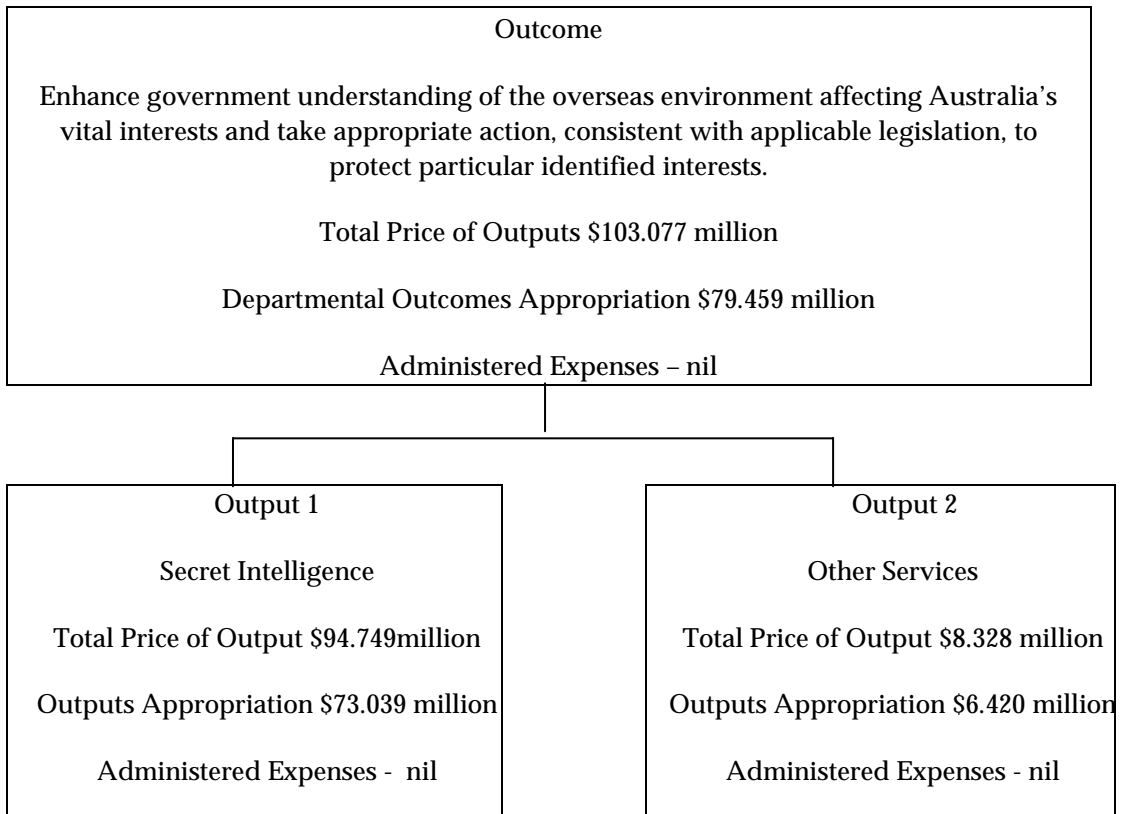 Outcome
Enhance government understanding of the overseas environment affecting Australia’s
vital interests and take appropriate action, consistent with applicable legislation, to
protect particular identified interests.
Total Price of Outputs $103.077 million
Departmental Outcomes Appropriation $79.459 million
Administered Expenses – nil
Output 1
Secret Intelligence
Total Price of Output $94.749million
Outputs Appropriation $73.039 million
Administered Expenses - nil
Output 2
Other Services
Total Price of Output $8.328 million
Outputs Appropriation $6.420 million
Administered Expenses - nil